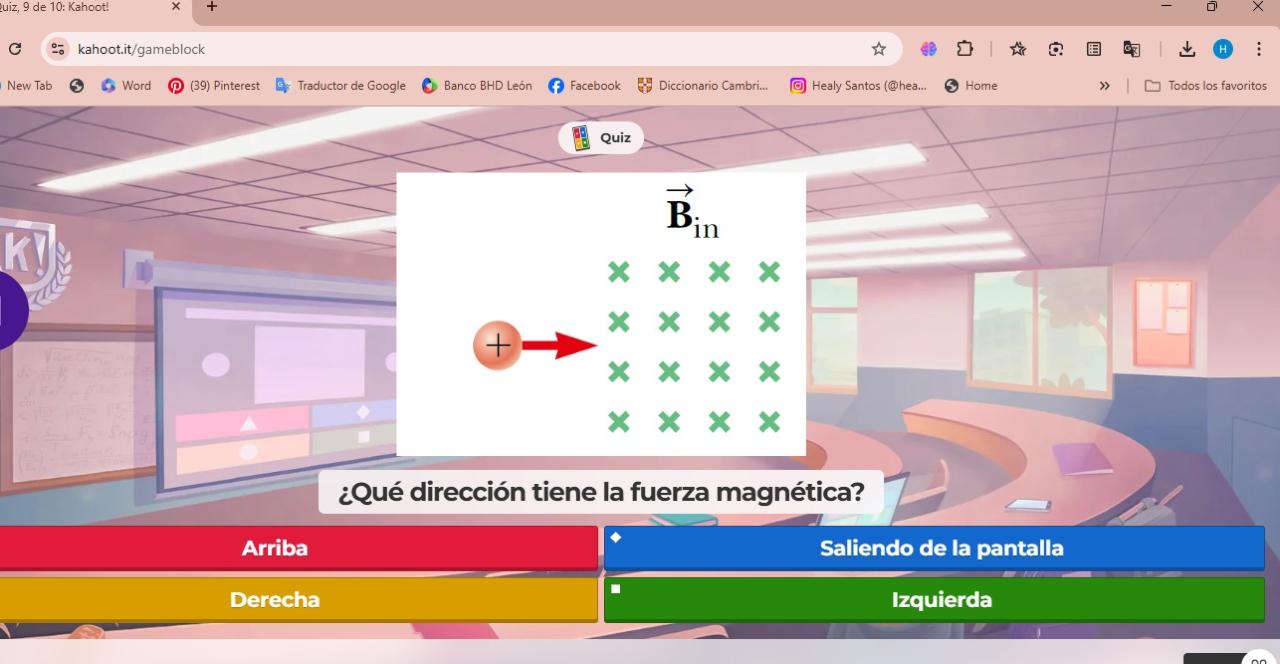 uiz, 9 de 10: Kahoot!
kahoot.it/gameblock
H
New Tab
Word
(39) Pinterest
Traductor de Google
Banco BHD León
Facebook
Diccionario Cambri...
Healy Santos (@hea...
Home
Todos los favoritos
Quiz
K!
B in
+
¿Qué dirección tiene la fuerza magnética?
Arriba
Saliendo de la pantalla
Derecha
Izquierda